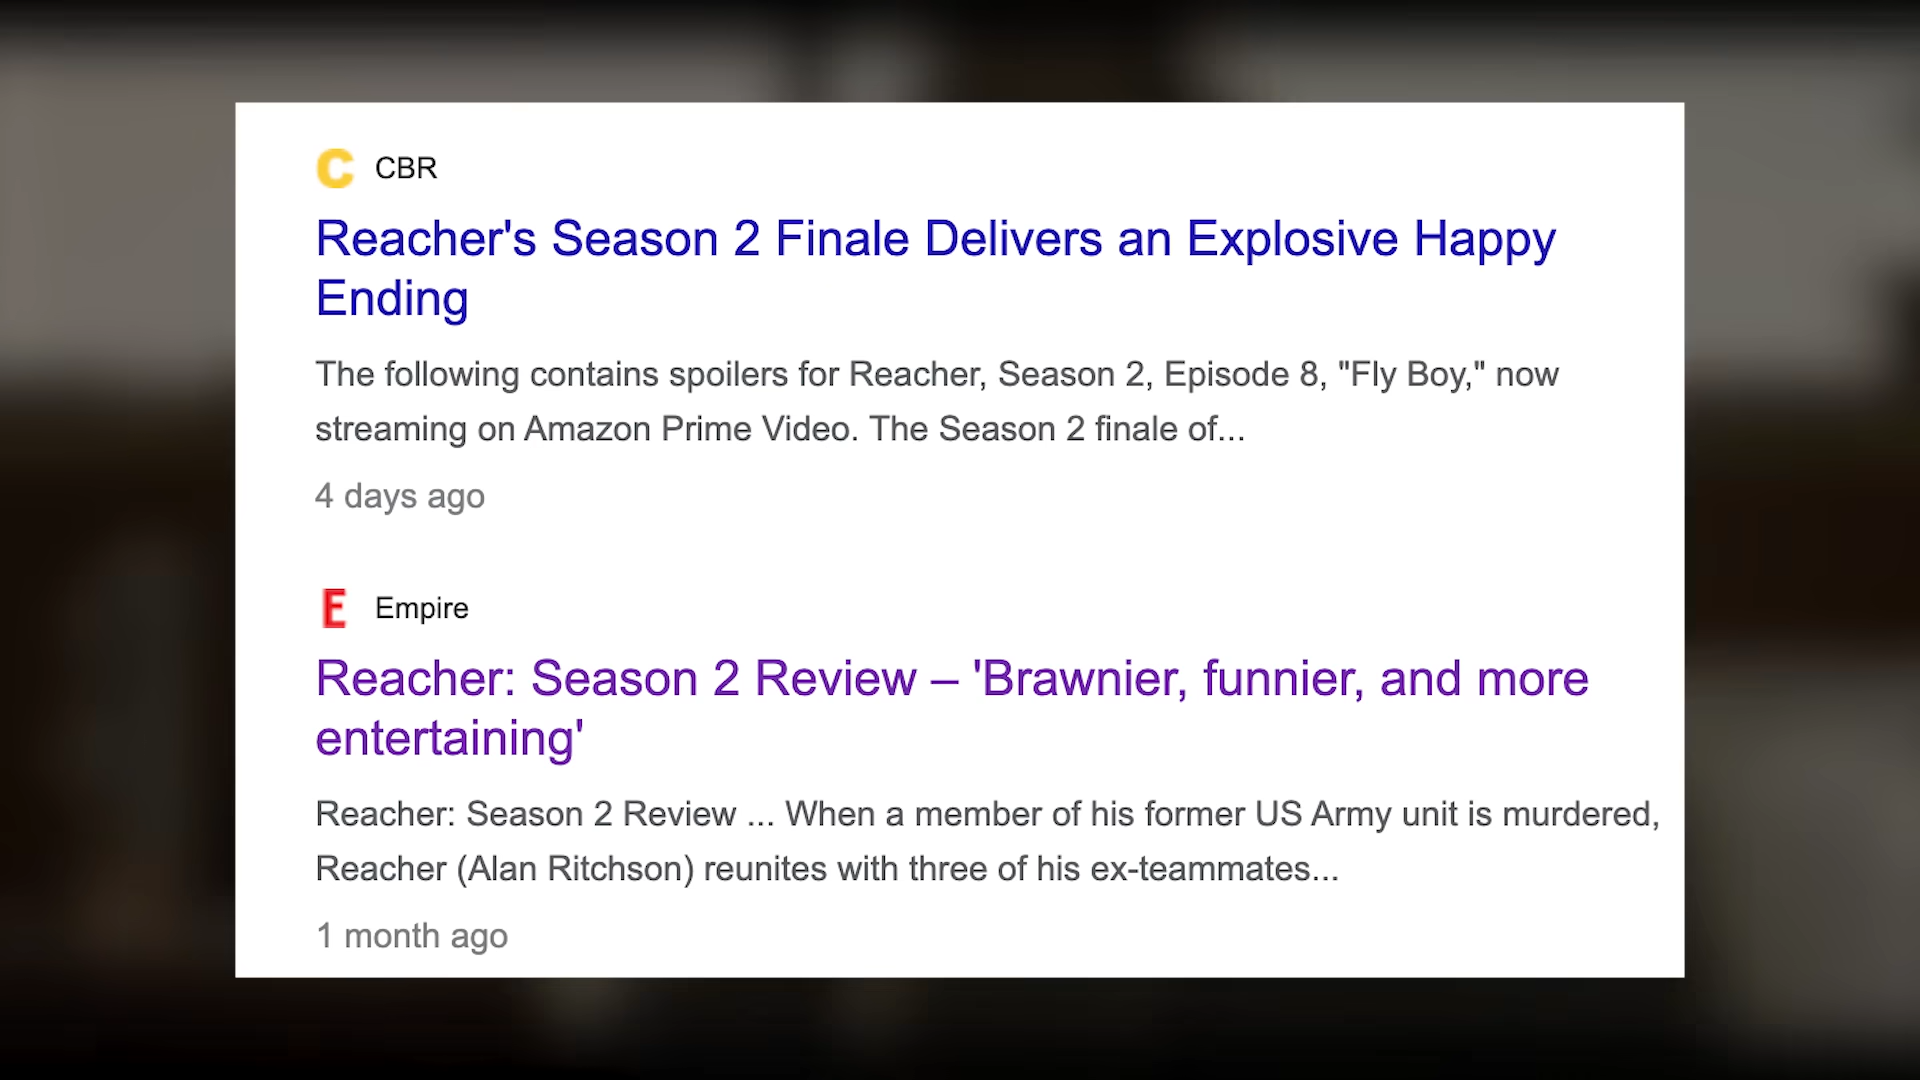 C CBR
Reacher's Season 2 Finale Delivers an Explosive Happy
Ending
The following contains spoilers for Reacher, Season 2, Episode 8, "Fly Boy," now
streaming on Amazon Prime Video. The Season 2 finale of...
4 days ago
E Empire
Reacher: Season 2 Review – 'Brawnier, funnier, and more
entertaining'
Reacher: Season 2 Review ... When a member of his former US Army unit is murdered,
Reacher (Alan Ritchson) reunites with three of his ex-teammates...
1 month ago